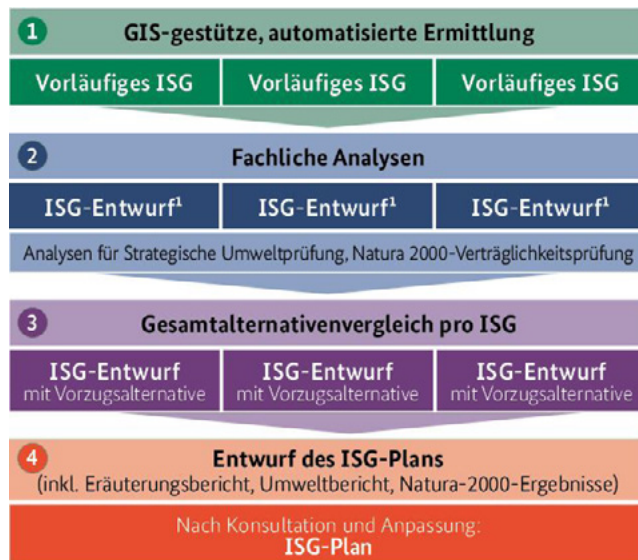 1 GIS-gestütze, automatisierte Ermittlung
Vorläufiges ISG Vorläufiges ISG Vorläufiges ISG
2 Fachliche Analysen
ISG-Entwurf¹ ISG-Entwurf¹ ISG-Entwurf¹
Analysen für Strategische Umweltprüfung, Natura 2000-Verträglichkeitsprüfung
3 Gesamtalternativenvergleich pro ISG
ISG-Entwurf ISG-Entwurf ISG-Entwurf
mit Vorzugsalternative mit Vorzugsalternative mit Vorzugsalternative
4 Entwurf des ISG-Plans
(inkl. Eräuterungsbericht, Umweltbericht, Natura-2000-Ergebnisse)
Nach Konsultation und Anpassung:
ISG-Plan